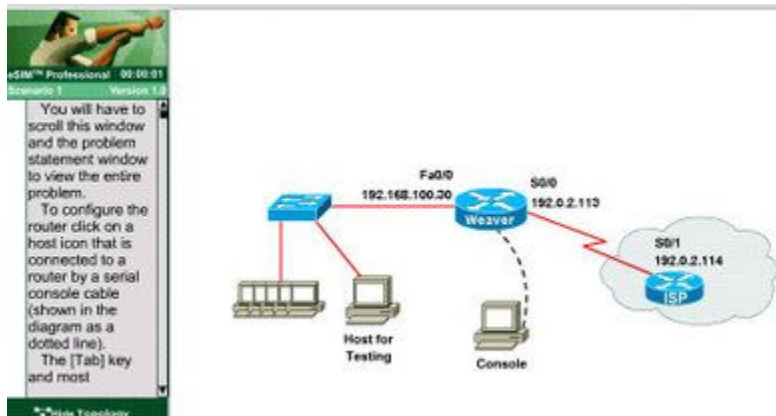 eSIM™ Professional 00:00:01
Scenario 1 Version 1.0
You will have to
scroll this window
and the problem
statement window
to view the entire
problem.
To configure the
router click on a
host icon that is
connected to a
router by a serial
console cable
(shown in the
diagram as a
dotted line).
The [Tab] key
and most
Hide Topology
Fa0/0
192.168.100.30
Weaver
S0/0
192.0.2.113
S0/1
192.0.2.114
ISP
Host for
Testing
Console